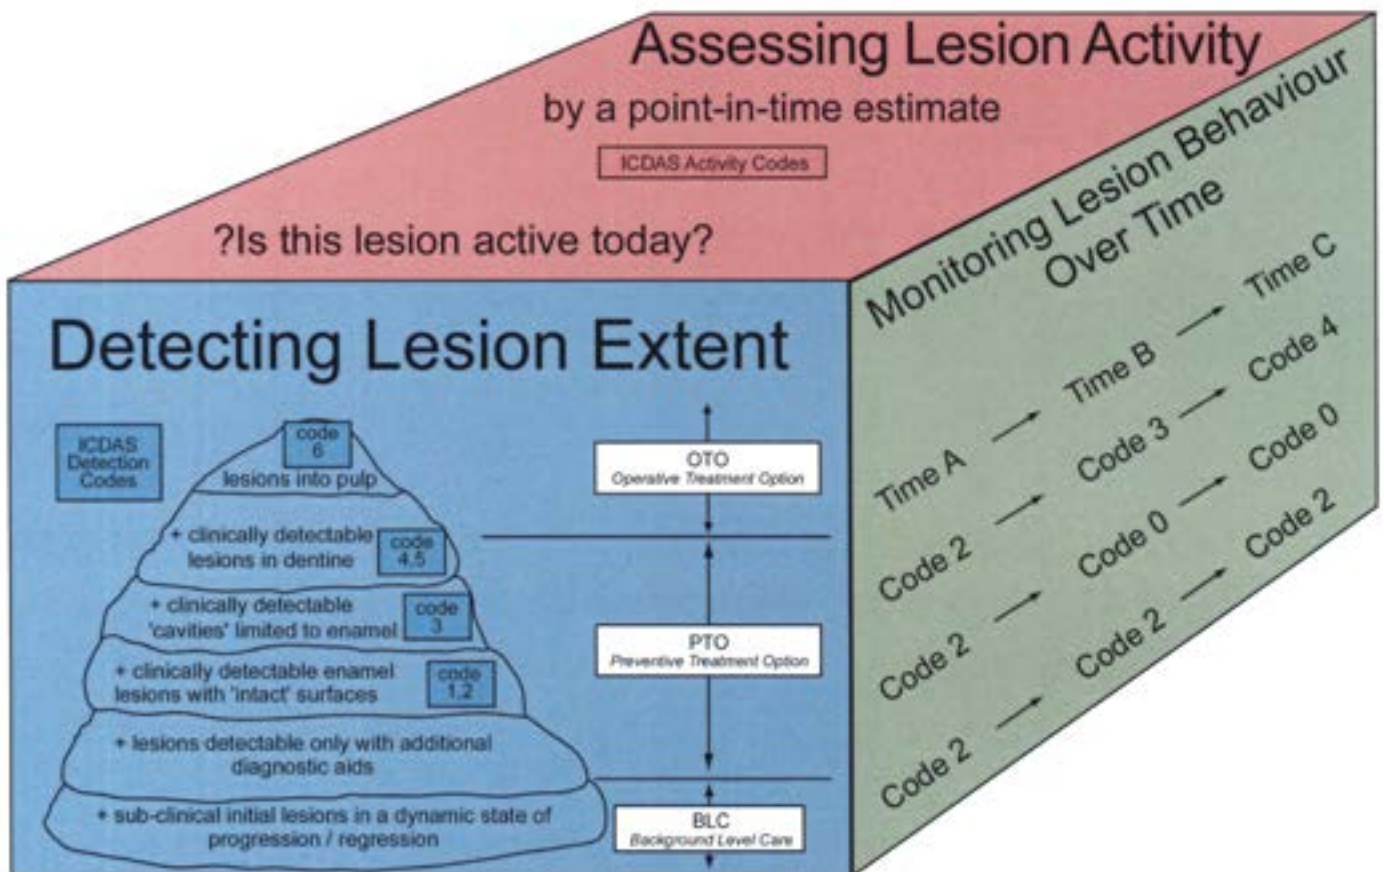 Assessing Lesion Activity
by a point-in-time estimate
ICDAS Activity Codes
?Is this lesion active today?
Detecting Lesion Extent
ICDAS
Detection
Codes
code
6
lesions into pulp
+ clinically detectable
lesions in dentine
code
4,5
+ clinically detectable
'cavities' limited to enamel
code
3
+ clinically detectable enamel
lesions with 'intact' surfaces
code
1,2
+ lesions detectable only with additional
diagnostic aids
+ sub-clinical initial lesions in a dynamic state of
progression / regression
OTO
Operative Treatment Option
PTO
Preventive Treatment Option
BLC
Background Level Care
Monitoring Lesion Behaviour
Over Time
Time A → Time B → Time C
Code 2 → Code 3 → Code 4
Code 2 → Code 0 → Code 0
Code 2 → Code 2 → Code 2